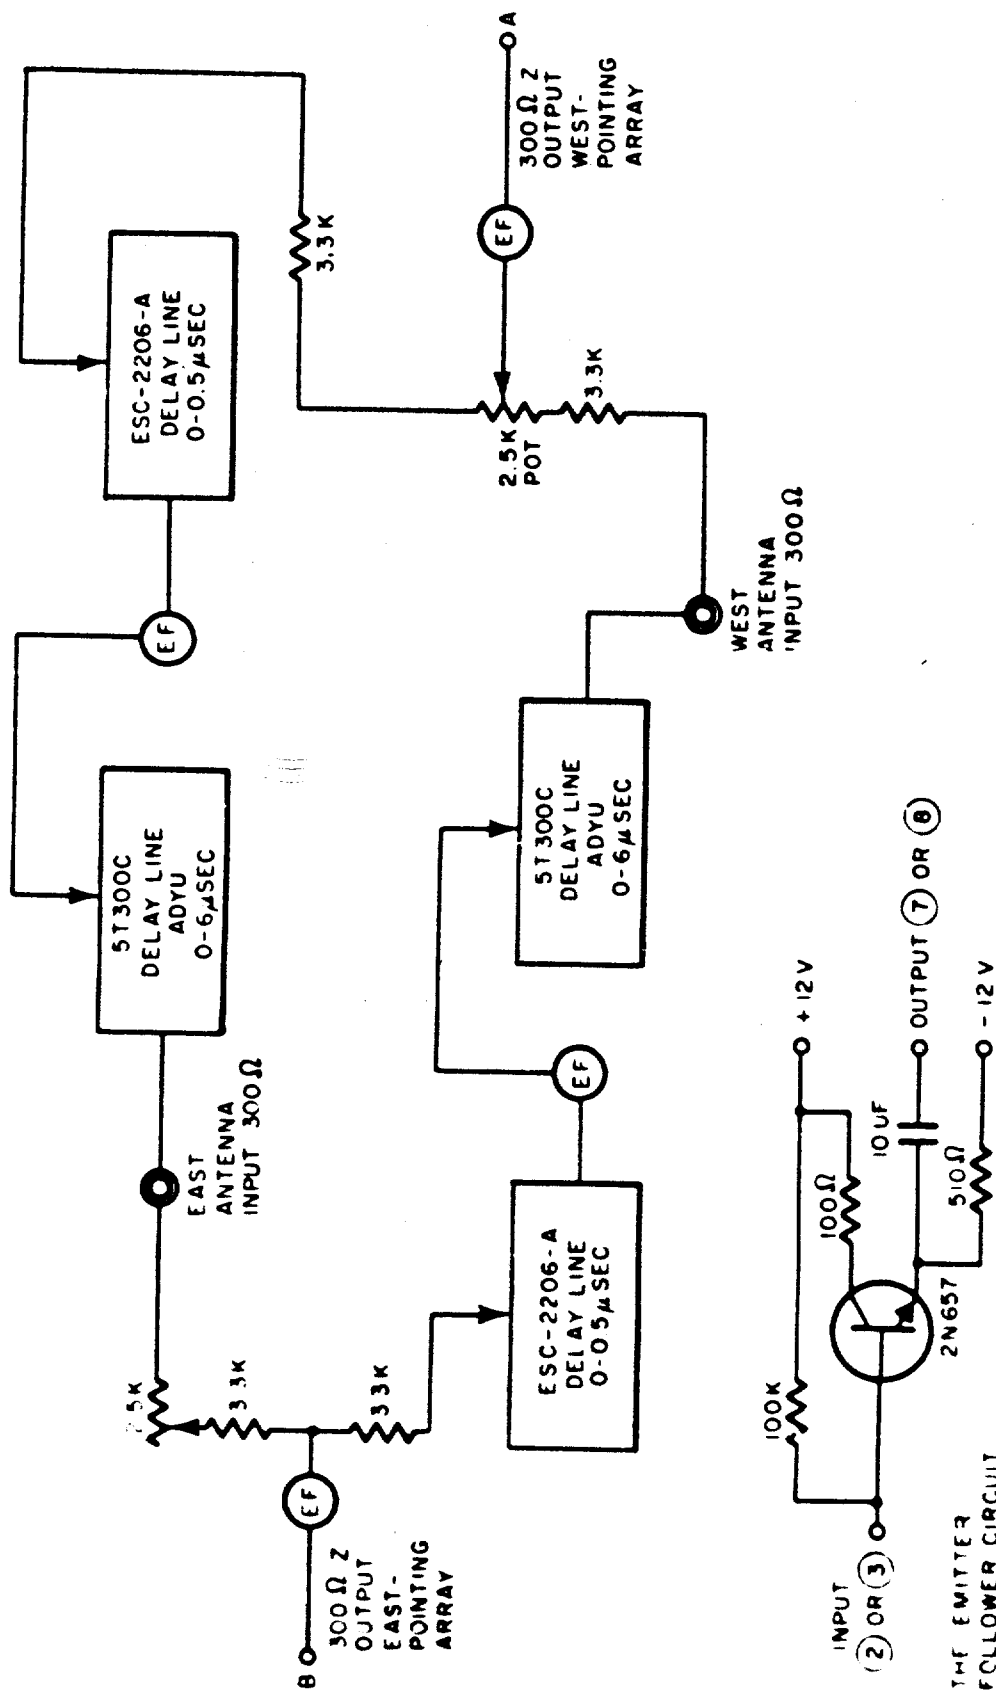 B
300Ω Z
OUTPUT
EAST-
POINTING
ARRAY
EF
3.3K
3.3K
EAST
ANTENNA
INPUT 300Ω
5T300C
DELAY LINE
ADYU
0-6μSEC
EF
ESC-2206-A
DELAY LINE
0-0.5μSEC
3.3K
ESC-2206-A
DELAY LINE
0-0.5μSEC
EF
5T300C
DELAY LINE
ADYU
0-6μSEC
WEST
ANTENNA
INPUT 300Ω
2.5K
POT
3.3K
EF
A
300Ω Z
OUTPUT
WEST-
POINTING
ARRAY
INPUT
2 OR 3
100K
+12V
100Ω
2N657
10UF
OUTPUT 7 OR 8
510Ω
-12V
THE EMITTER
FOLLOWER CIRCUIT